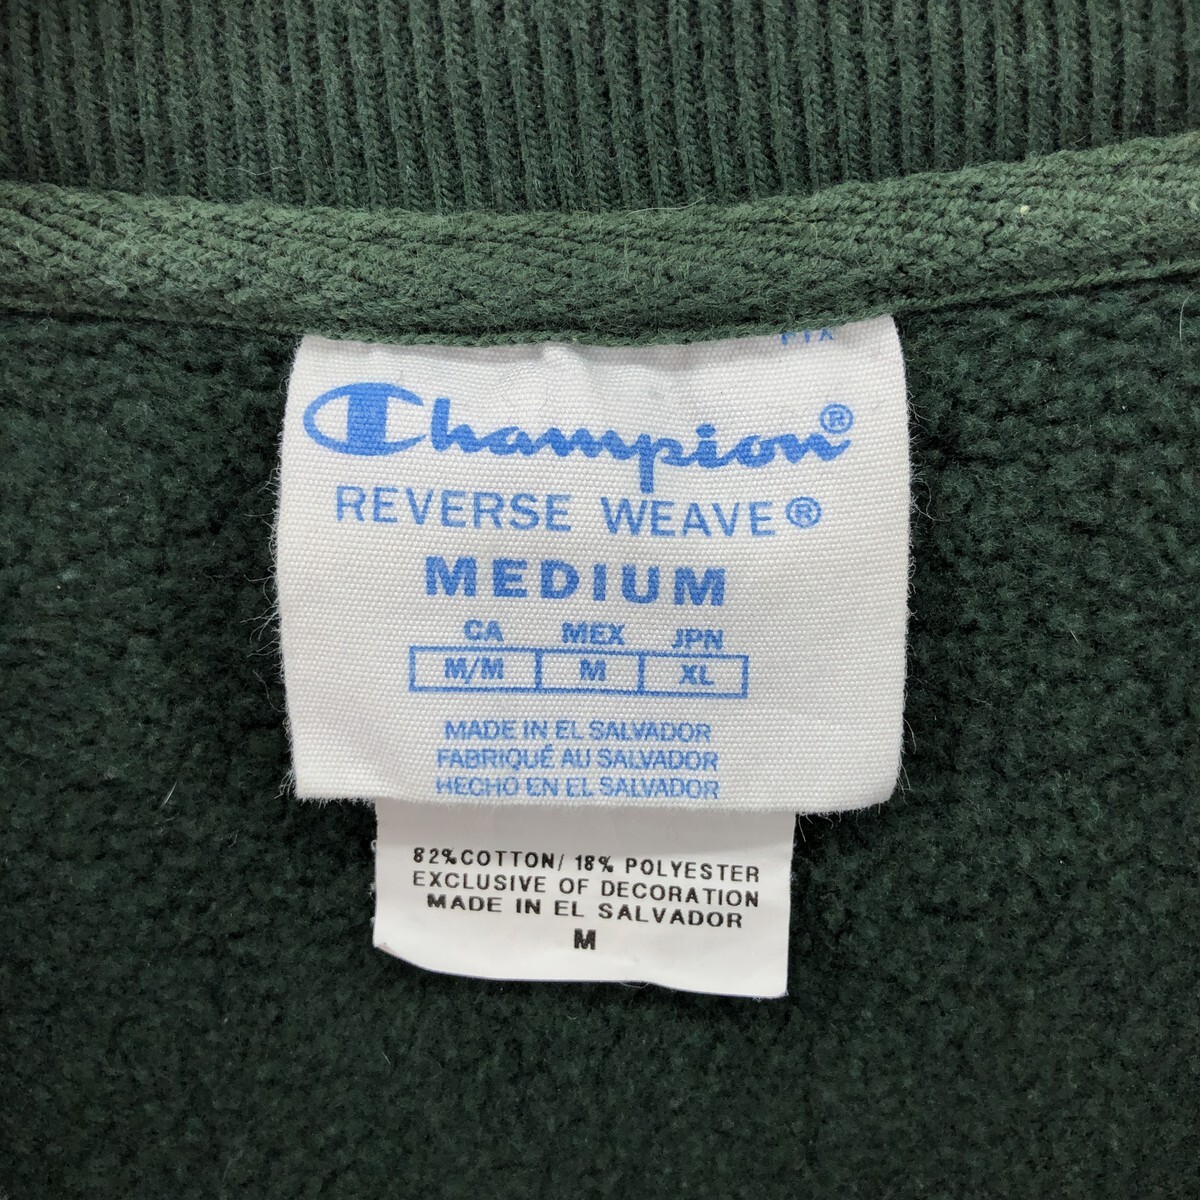 Champion®
REVERSE WEAVE®
MEDIUM
CA MEX JPN
M/M M XL
MADE IN EL SALVADOR
FABRIQUÉ AU SALVADOR
HECHO EN EL SALVADOR
82%COTTON/ 18% POLYESTER
EXCLUSIVE OF DECORATION
MADE IN EL SALVADOR
M